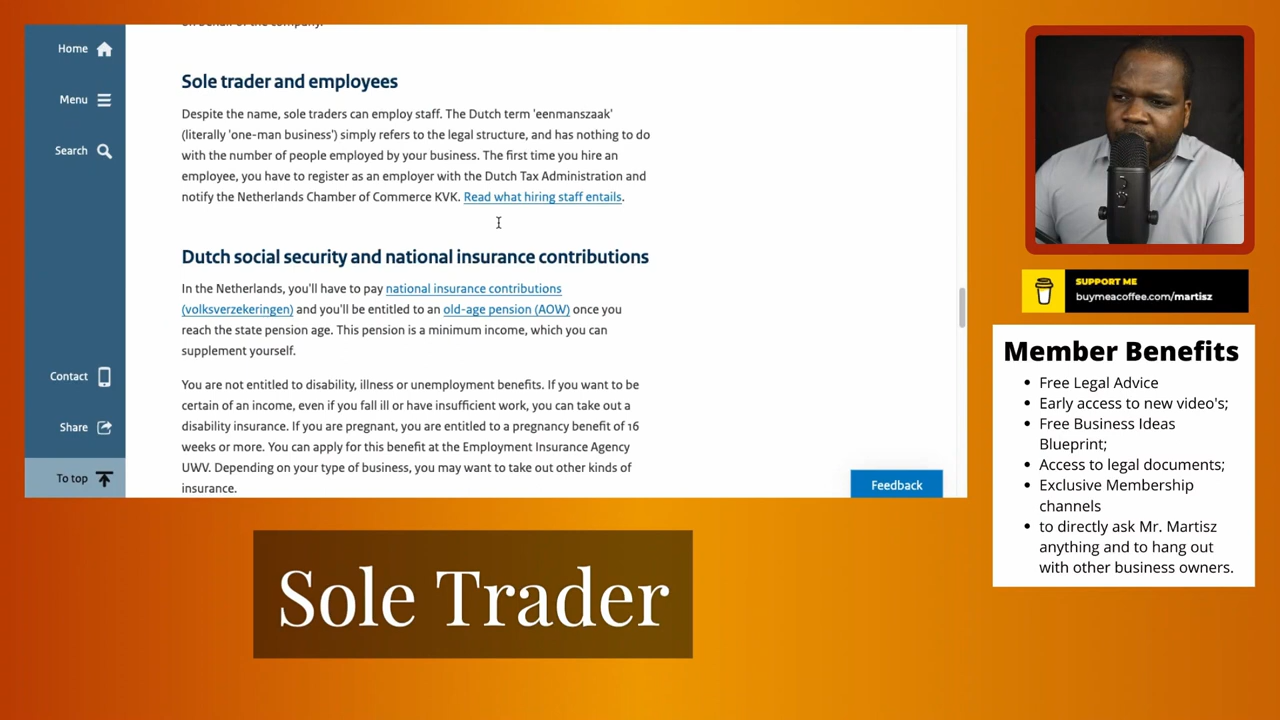 Home
Menu
Search
Contact
Share
To top
Sole trader and employees
Despite the name, sole traders can employ staff. The Dutch term 'eenmanszaak'
(literally 'one-man business') simply refers to the legal structure, and has nothing to do
with the number of people employed by your business. The first time you hire an
employee, you have to register as an employer with the Dutch Tax Administration and
notify the Netherlands Chamber of Commerce KVK. Read what hiring staff entails.
Dutch social security and national insurance contributions
In the Netherlands, you'll have to pay national insurance contributions
(volksverzekeringen) and you'll be entitled to an old-age pension (AOW) once you
reach the state pension age. This pension is a minimum income, which you can
supplement yourself.
You are not entitled to disability, illness or unemployment benefits. If you want to be
certain of an income, even if you fall ill or have insufficient work, you can take out a
disability insurance. If you are pregnant, you are entitled to a pregnancy benefit of 16
weeks or more. You can apply for this benefit at the Employment Insurance Agency
UWV. Depending on your type of business, you may want to take out other kinds of
insurance.
Feedback
SUPPORT ME
buymeacoffee.com/martisz
Member Benefits
• Free Legal Advice
• Early access to new video's;
• Free Business Ideas
Blueprint;
• Access to legal documents;
• Exclusive Membership
channels
• to directly ask Mr. Martisz
anything and to hang out
with other business owners.
Sole Trader